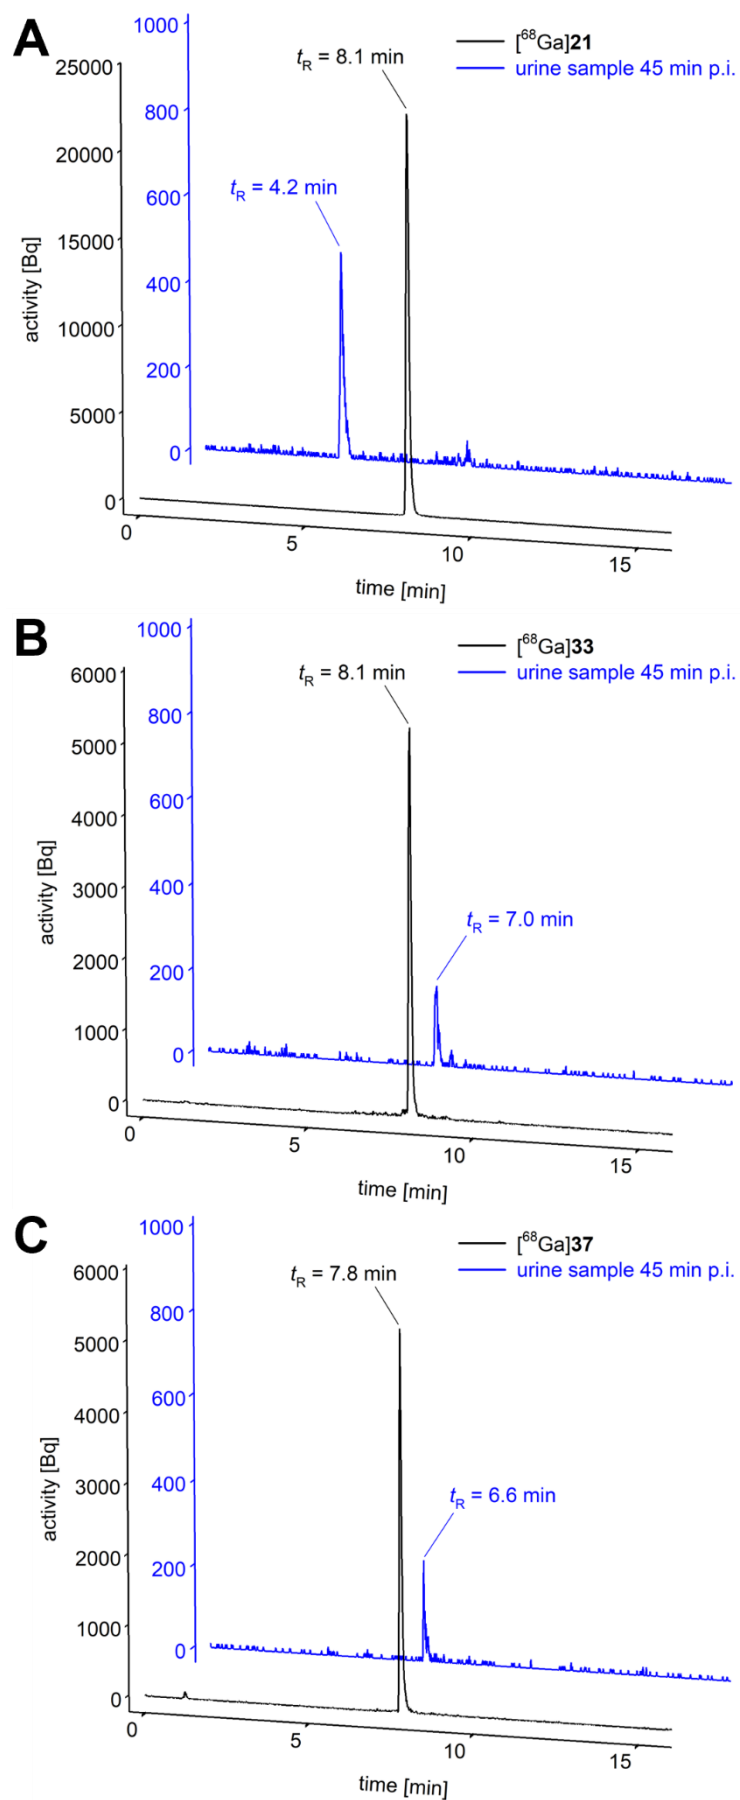 A
1000
[⁶⁸Ga]21
urine sample 45 min p.i.
tR = 8.1 min
25000
800
20000
tR = 4.2 min
600
15000
activity [Bq]
400
10000
200
5000
0
0
0
5
10
15
time [min]
B
1000
[⁶⁸Ga]33
urine sample 45 min p.i.
tR = 8.1 min
6000
800
5000
600
4000
activity [Bq]
400
tR = 7.0 min
3000
200
2000
1000
0
0
0
5
10
15
time [min]
C
1000
[⁶⁸Ga]37
urine sample 45 min p.i.
tR = 7.8 min
6000
800
5000
600
4000
activity [Bq]
400
tR = 6.6 min
3000
200
2000
1000
0
0
0
5
10
15
time [min]